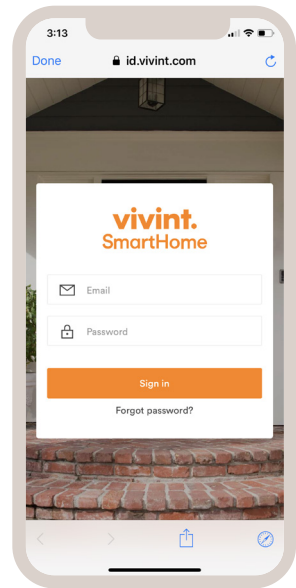 3:13
Done
id.vivint.com
vivint.
SmartHome
Email
Password
Sign in
Forgot password?